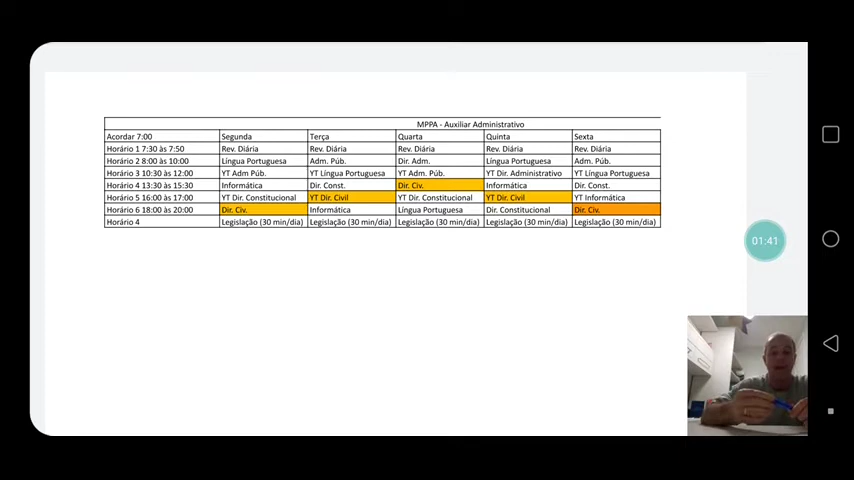 MPPA - Auxiliar Administrativo
Acordar 7:00 Segunda Terça Quarta Quinta Sexta
Horário 1 7:30 às 7:50 Rev. Diária Rev. Diária Rev. Diária Rev. Diária Rev. Diária
Horário 2 8:00 às 10:00 Língua Portuguesa Adm. Púb. Dir. Adm. Língua Portuguesa Adm. Púb.
Horário 3 10:30 às 12:00 YT Adm Púb. YT Língua Portuguesa YT Adm. Púb. YT Dir. Administrativo YT Língua Portuguesa
Horário 4 13:30 às 15:30 Informática Dir. Const. Dir. Civ. Informática Dir. Const.
Horário 5 16:00 às 17:00 YT Dir. Constitucional YT Dir. Civil YT Dir. Constitucional YT Dir. Civil YT Informática
Horário 6 18:00 às 20:00 Dir. Civ. Informática Língua Portuguesa Dir. Constitucional Dir. Civ.
Horário 4 Legislação (30 min/dia) Legislação (30 min/dia) Legislação (30 min/dia) Legislação (30 min/dia) Legislação (30 min/dia)
01:41